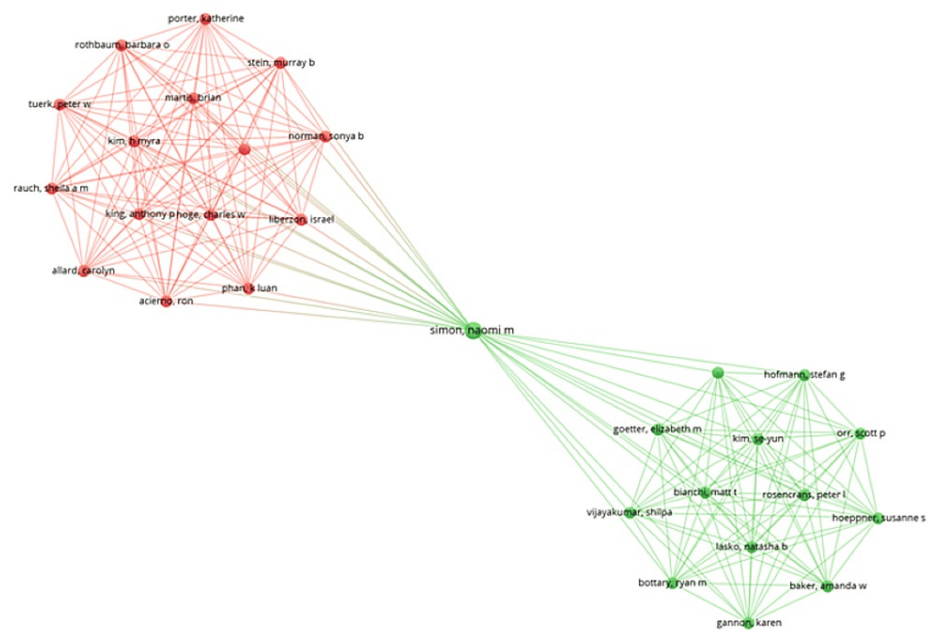 porter, katherine
rothbaum, barbara o
stein, murray b
martis, brian
tuerk, peter w
norman, sonya b
kim, h myra
rauch, sheila a m
king, anthony p
hoge, charles w
liberzon, israel
allard, carolyn
phan, k luan
acierno, ron
simon, naomi m
hofmann, stefan g
goetter, elizabeth m
orr, scott p
kim, se-yun
bianchi, matt t
rosencrans, peter l
vijayakumar, shilpa
hoeppner, susanne s
lasko, natasha b
bottary, ryan m
baker, amanda w
gannon, karen